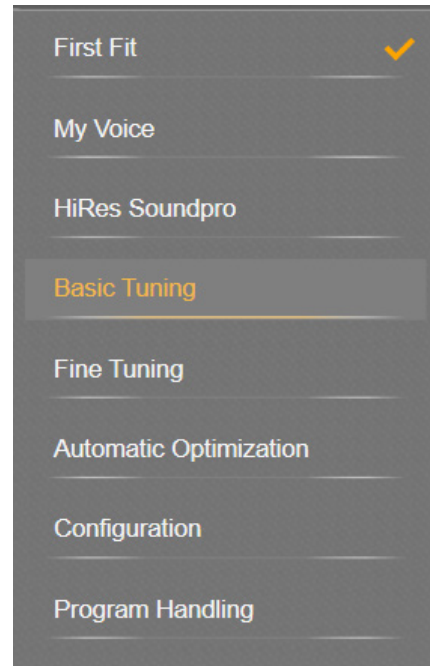 First Fit
My Voice
HiRes Soundpro
Basic Tuning
Fine Tuning
Automatic Optimization
Configuration
Program Handling